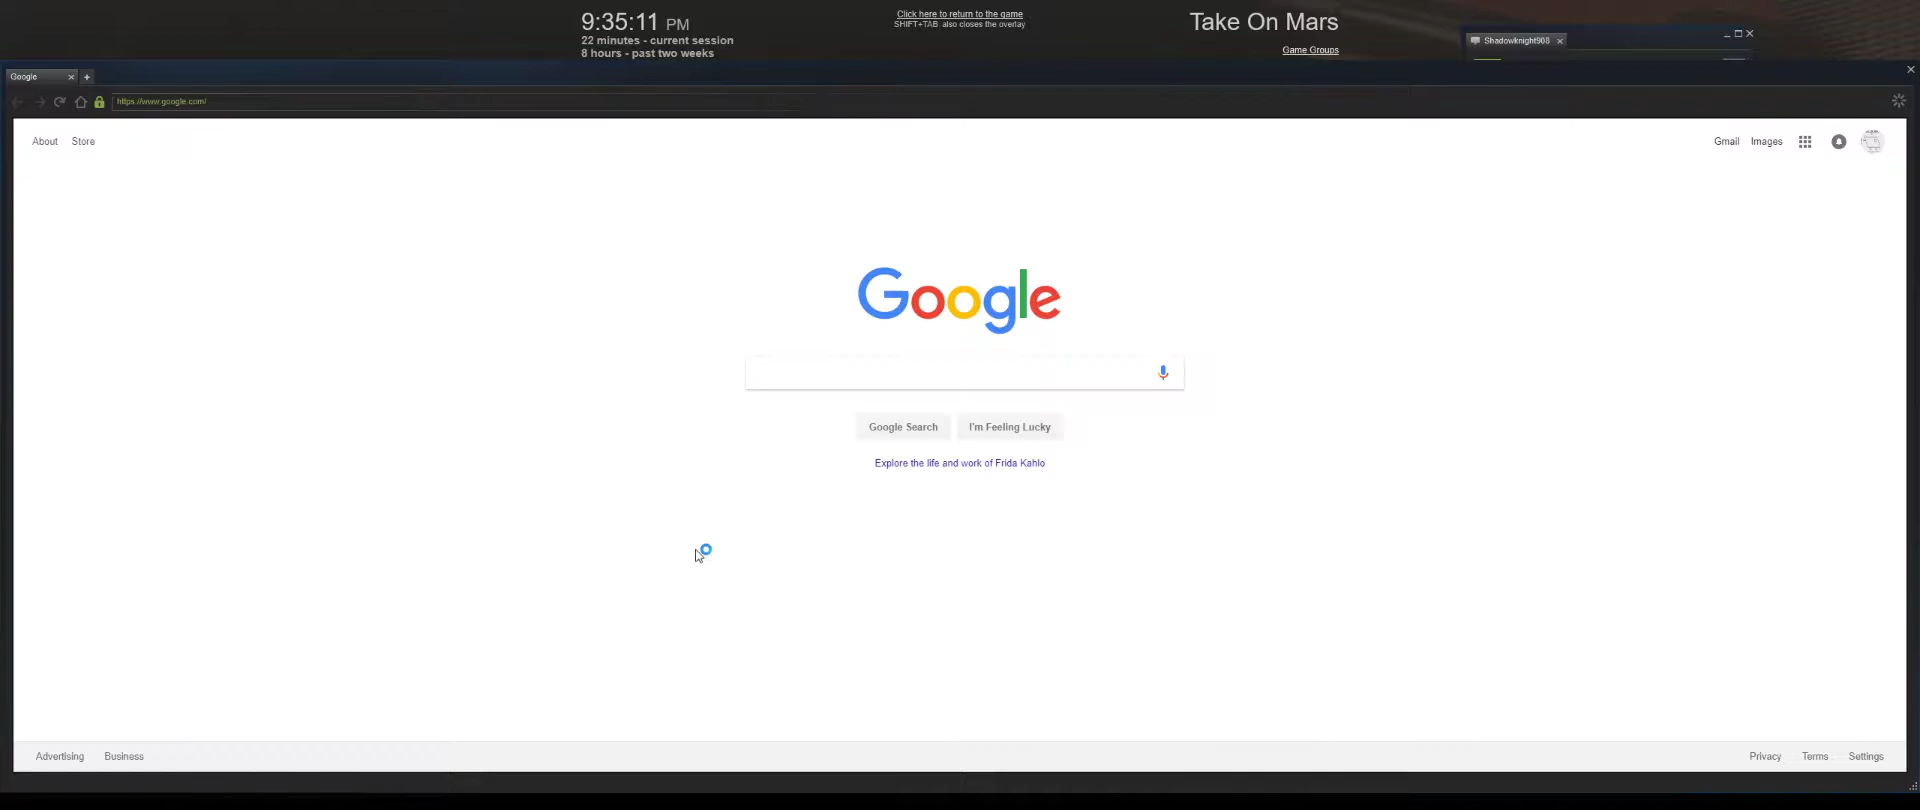 9:35:11 PM
22 minutes - current session
8 hours - past two weeks
Click here to return to the game
SHIFT+TAB also closes the overlay
Take On Mars
Game Groups
Shadowknight908
Google
https://www.google.com/
About Store
Gmail Images
Google
Google Search I'm Feeling Lucky
Explore the life and work of Frida Kahlo
Advertising Business
Privacy Terms Settings